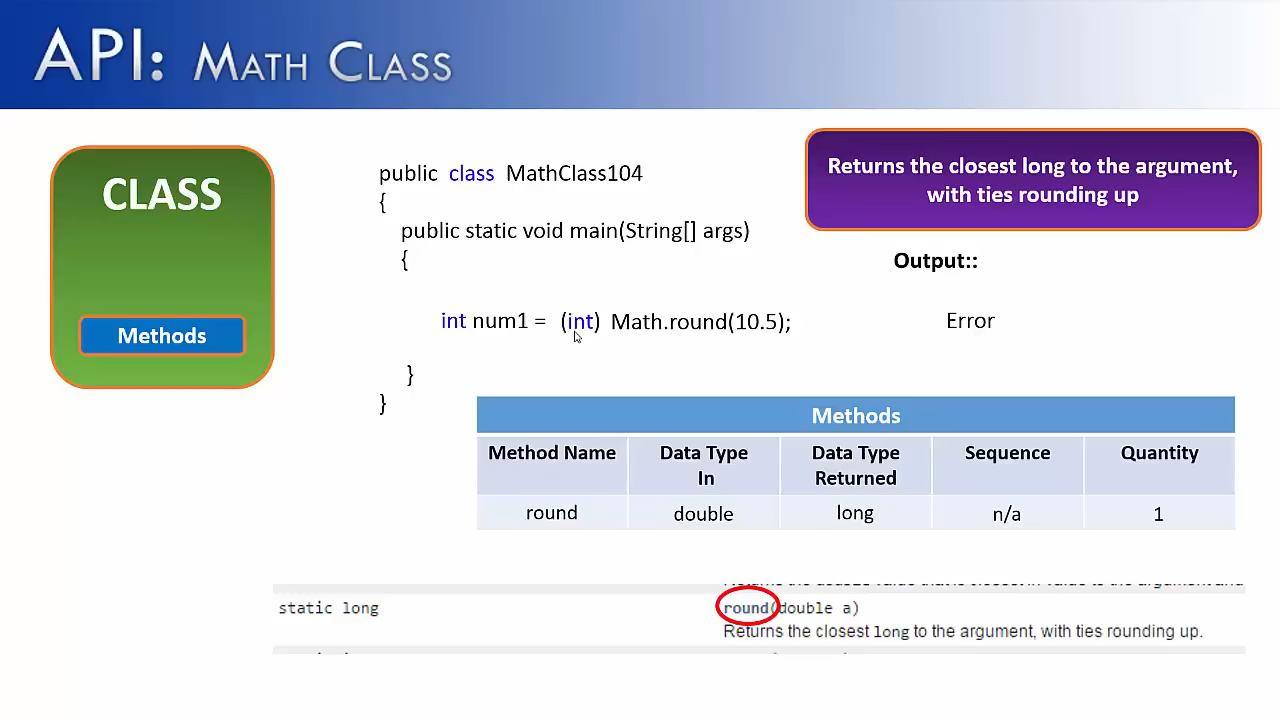 API: MATH CLASS
CLASS
Methods
public class MathClass104
{
public static void main(String[] args)
{
int num1 = (int) Math.round(10.5);
}
}
Returns the closest long to the argument,
with ties rounding up
Output::
Error
Methods
Method Name Data Type In Data Type Returned Sequence Quantity
round double long n/a 1
static long round(double a)
Returns the closest long to the argument, with ties rounding up.